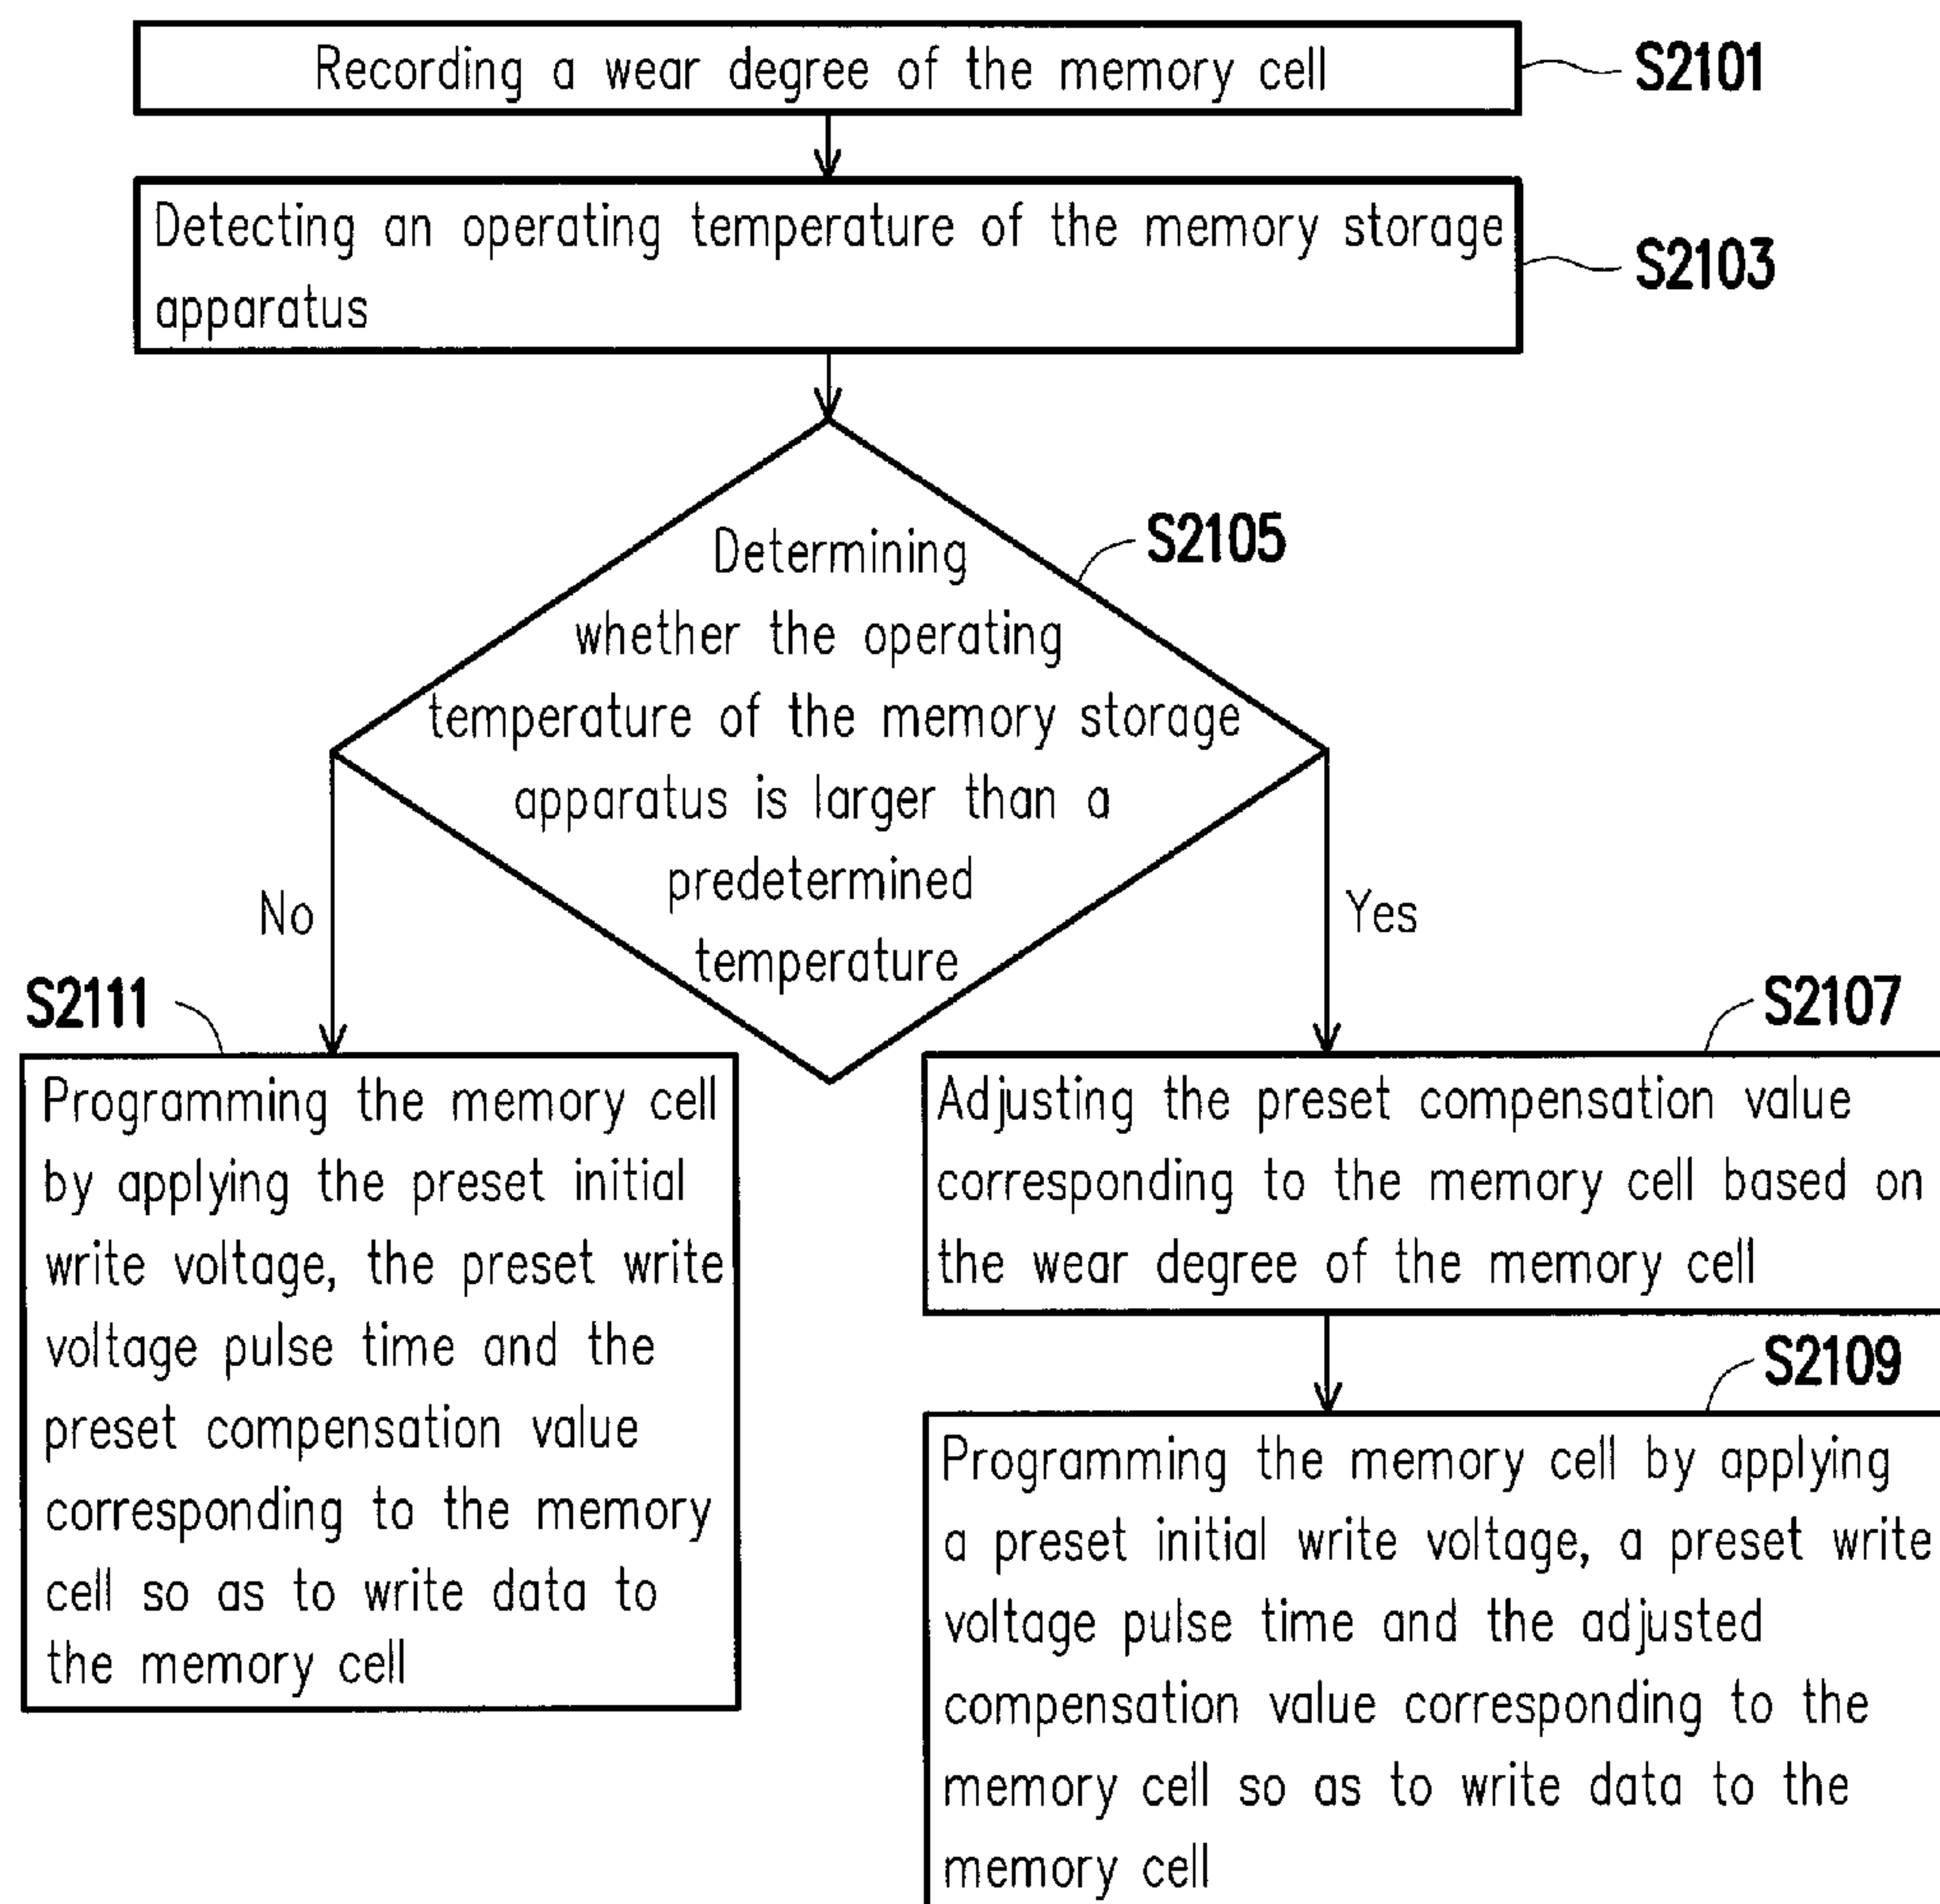 Recording a wear degree of the memory cell
S2101
Detecting an operating temperature of the memory storage
apparatus
S2103
Determining
whether the operating
temperature of the memory storage
apparatus is larger than a
predetermined
temperature
S2105
No
Yes
S2111
Programming the memory cell
by applying the preset initial
write voltage, the preset write
voltage pulse time and the
preset compensation value
corresponding to the memory
cell so as to write data to
the memory cell
S2107
Adjusting the preset compensation value
corresponding to the memory cell based on
the wear degree of the memory cell
S2109
Programming the memory cell by applying
a preset initial write voltage, a preset write
voltage pulse time and the adjusted
compensation value corresponding to the
memory cell so as to write data to the
memory cell